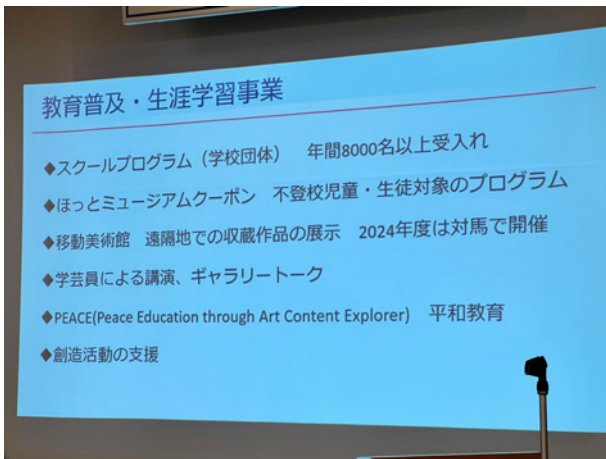 教育普及・生涯学習事業
◆スクールプログラム（学校団体）　年間8000名以上受入れ
◆ほっとミュージアムクーポン　不登校児童・生徒対象のプログラム
◆移動美術館　遠隔地での収蔵作品の展示　2024年度は対馬で開催
◆学芸員による講演、ギャラリートーク
◆PEACE(Peace Education through Art Content Explorer)　平和教育
◆創造活動の支援